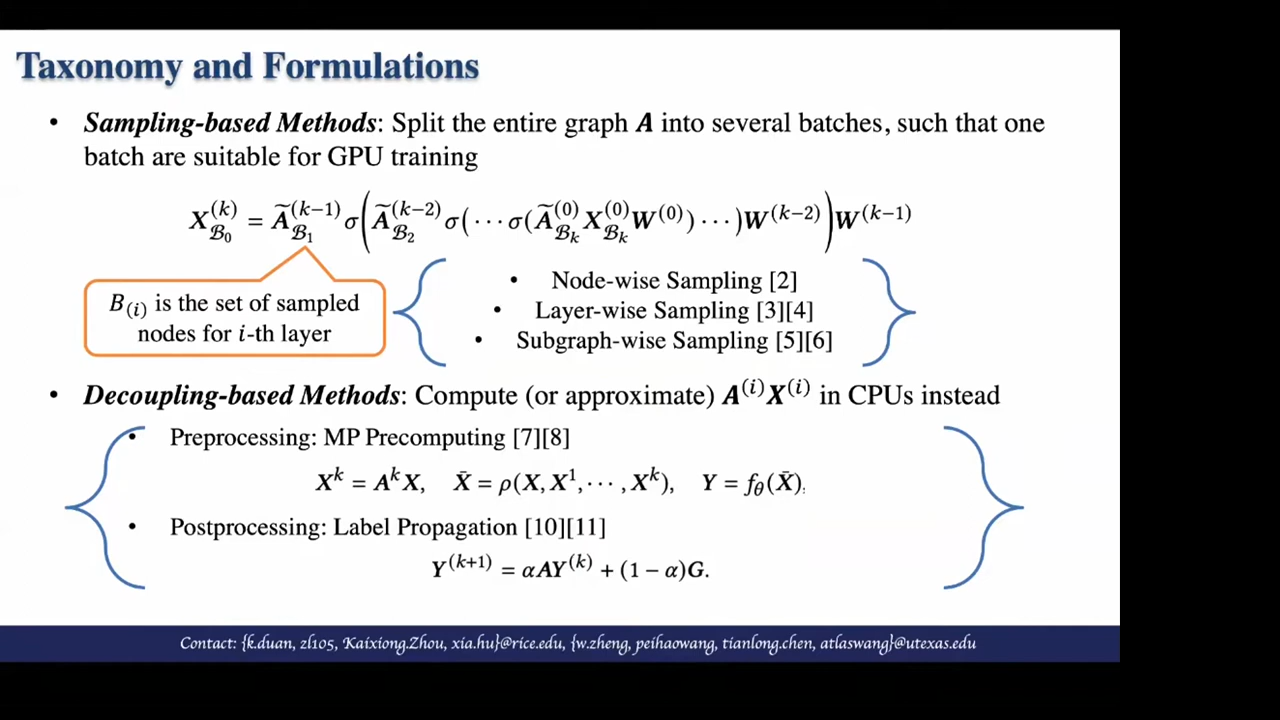 Taxonomy and Formulations
• Sampling-based Methods: Split the entire graph A into several batches, such that one
batch are suitable for GPU training
X_{ℬ_0}^{(k)} = Ã_{ℬ_1}^{(k−1)} σ(Ã_{ℬ_2}^{(k−2)} σ(⋯ σ(Ã_{ℬ_k}^{(0)} X_{ℬ_k}^{(0)} W^{(0)}) ⋯)W^{(k−2)})W^{(k−1)}
B_{(i)} is the set of sampled
nodes for i-th layer
• Node-wise Sampling [2]
• Layer-wise Sampling [3][4]
• Subgraph-wise Sampling [5][6]
• Decoupling-based Methods: Compute (or approximate) A^{(i)}X^{(i)} in CPUs instead
• Preprocessing: MP Precomputing [7][8]
X^k = A^k X, X̄ = ρ(X, X^1, ⋯ , X^k), Y = f_θ(X̄),
• Postprocessing: Label Propagation [10][11]
Y^{(k+1)} = αAY^{(k)} + (1 − α)G.
Contact: {k.duan, zl105, Kaixiong.Zhou, xia.hu}@rice.edu, {w.zheng, peihaowang, tianlong.chen, atlaswang}@utexas.edu